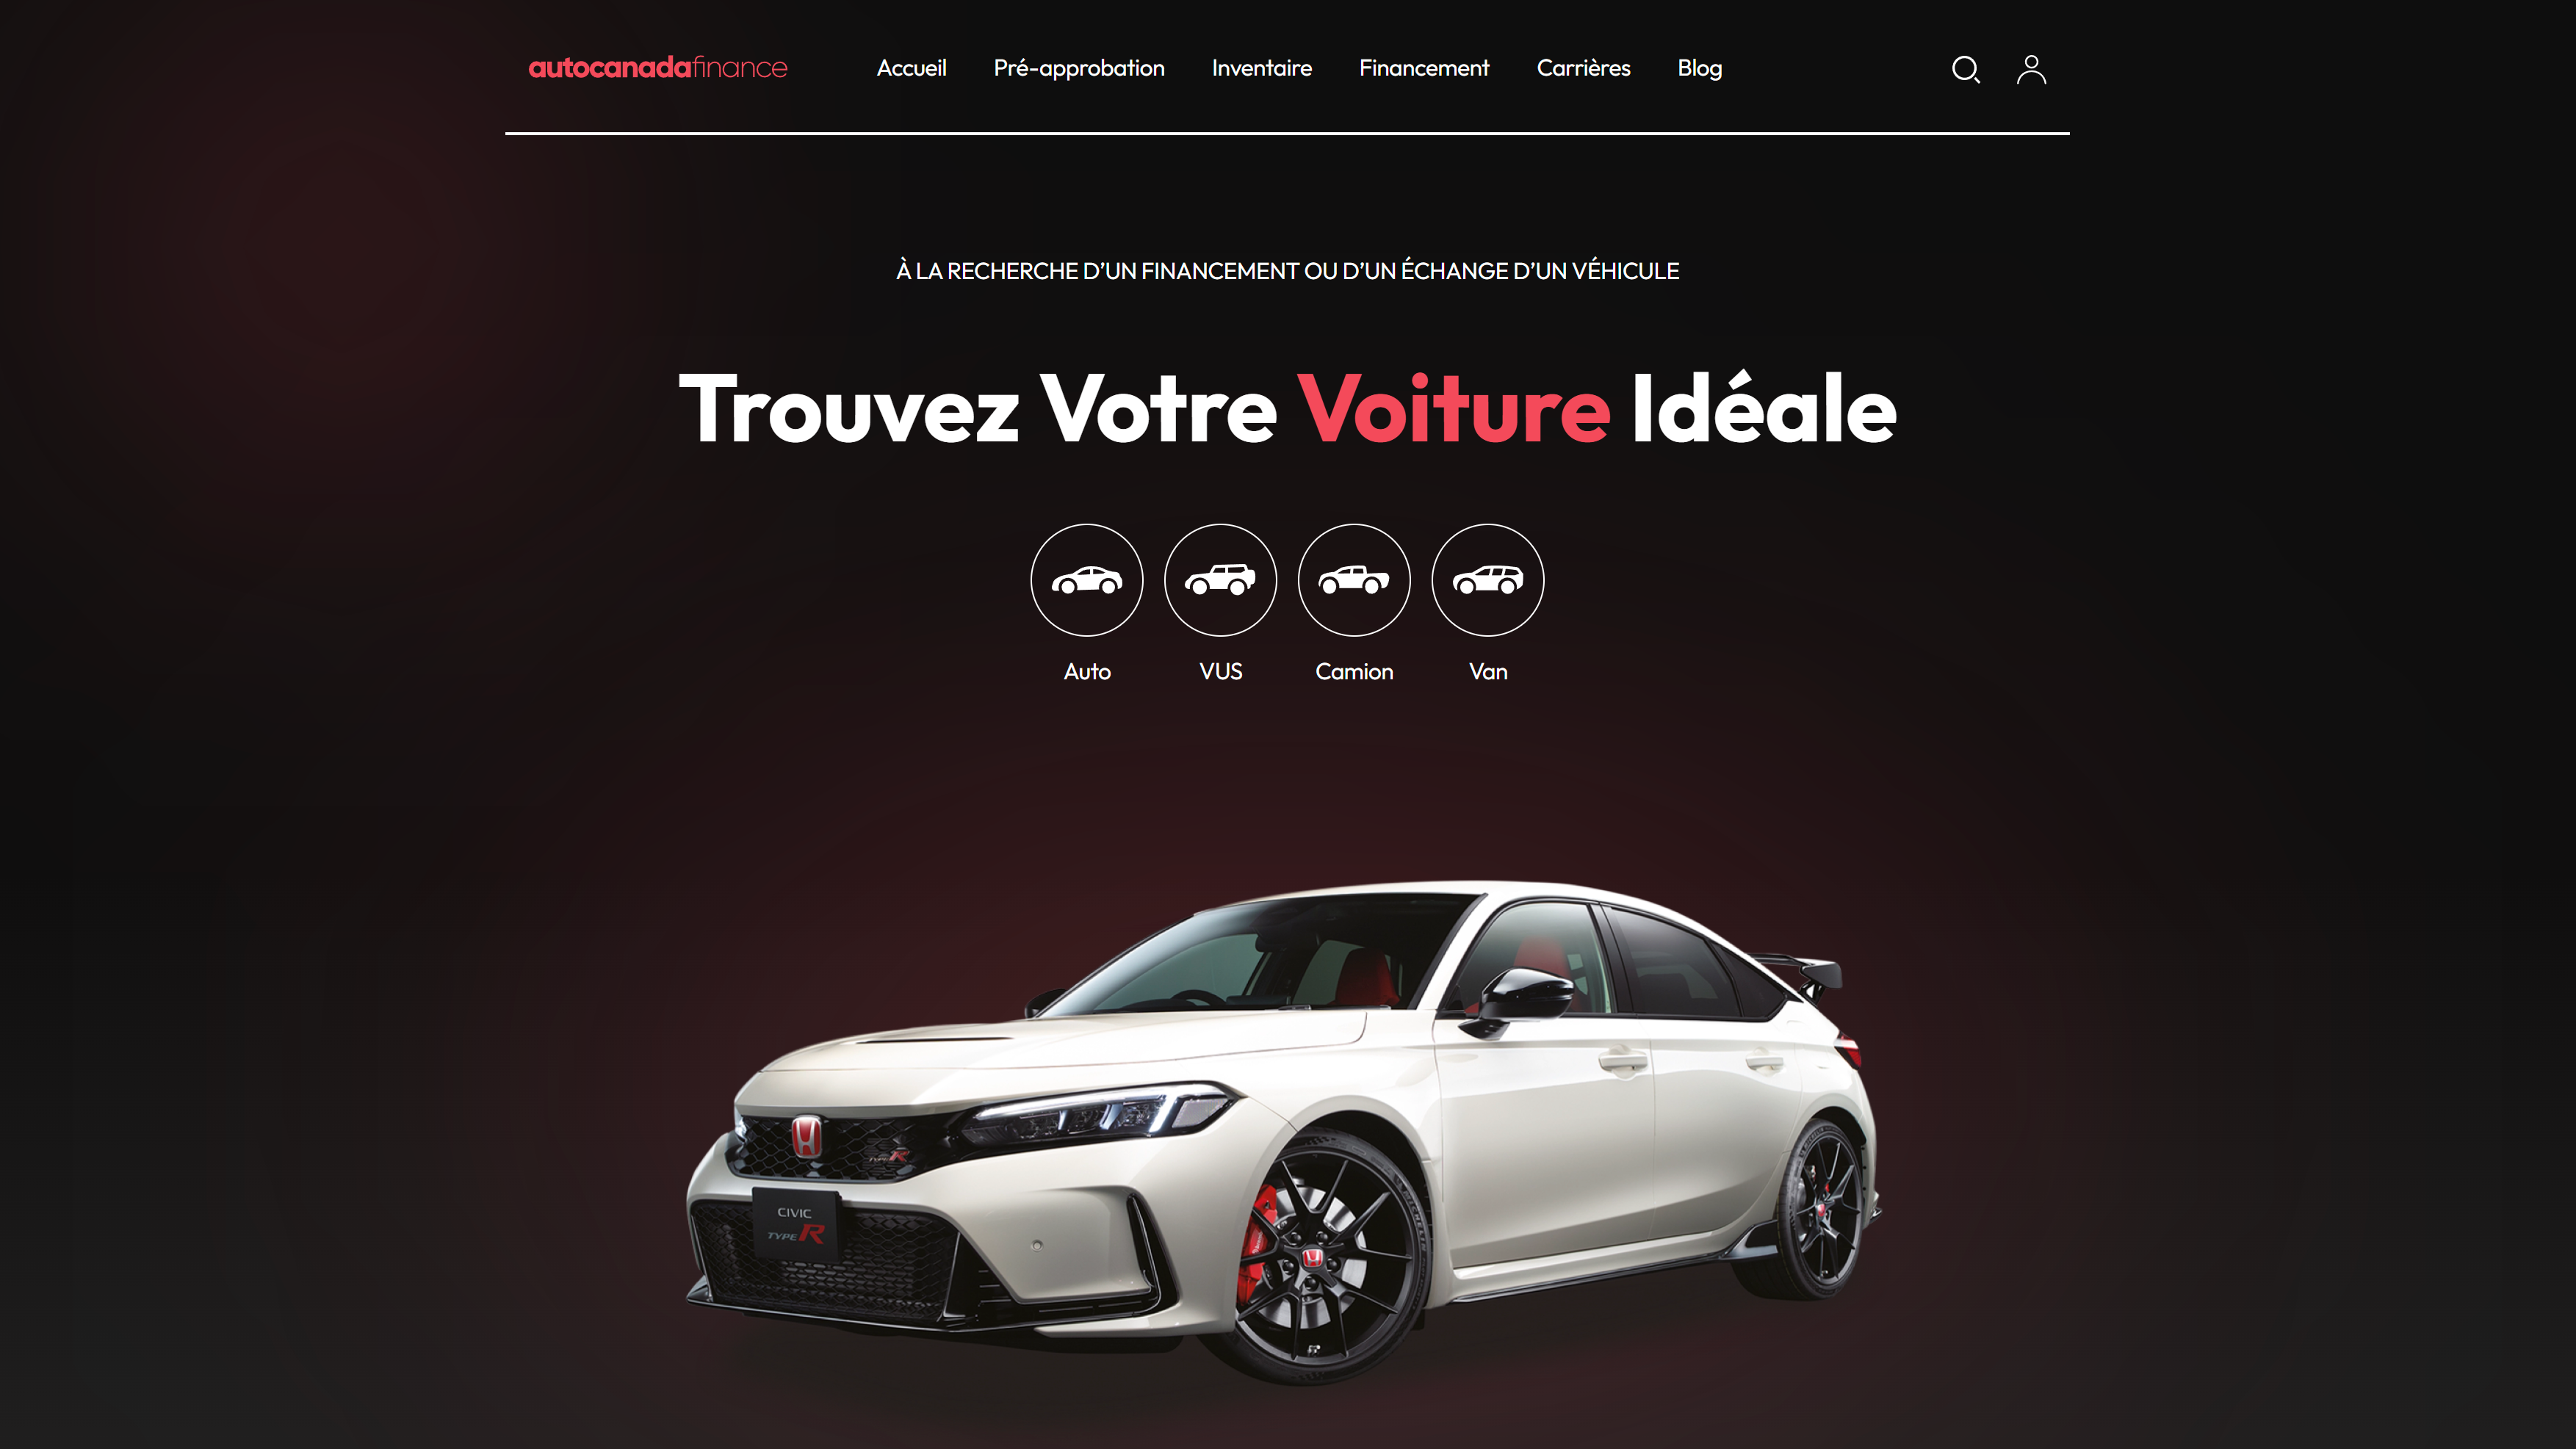 autocanadafinance
Accueil Pré-approbation Inventaire Financement Carrières Blog
À LA RECHERCHE D’UN FINANCEMENT OU D’UN ÉCHANGE D’UN VÉHICULE
Trouvez Votre Voiture Idéale
Auto VUS Camion Van
TYPE R
CIVIC
TYPE R